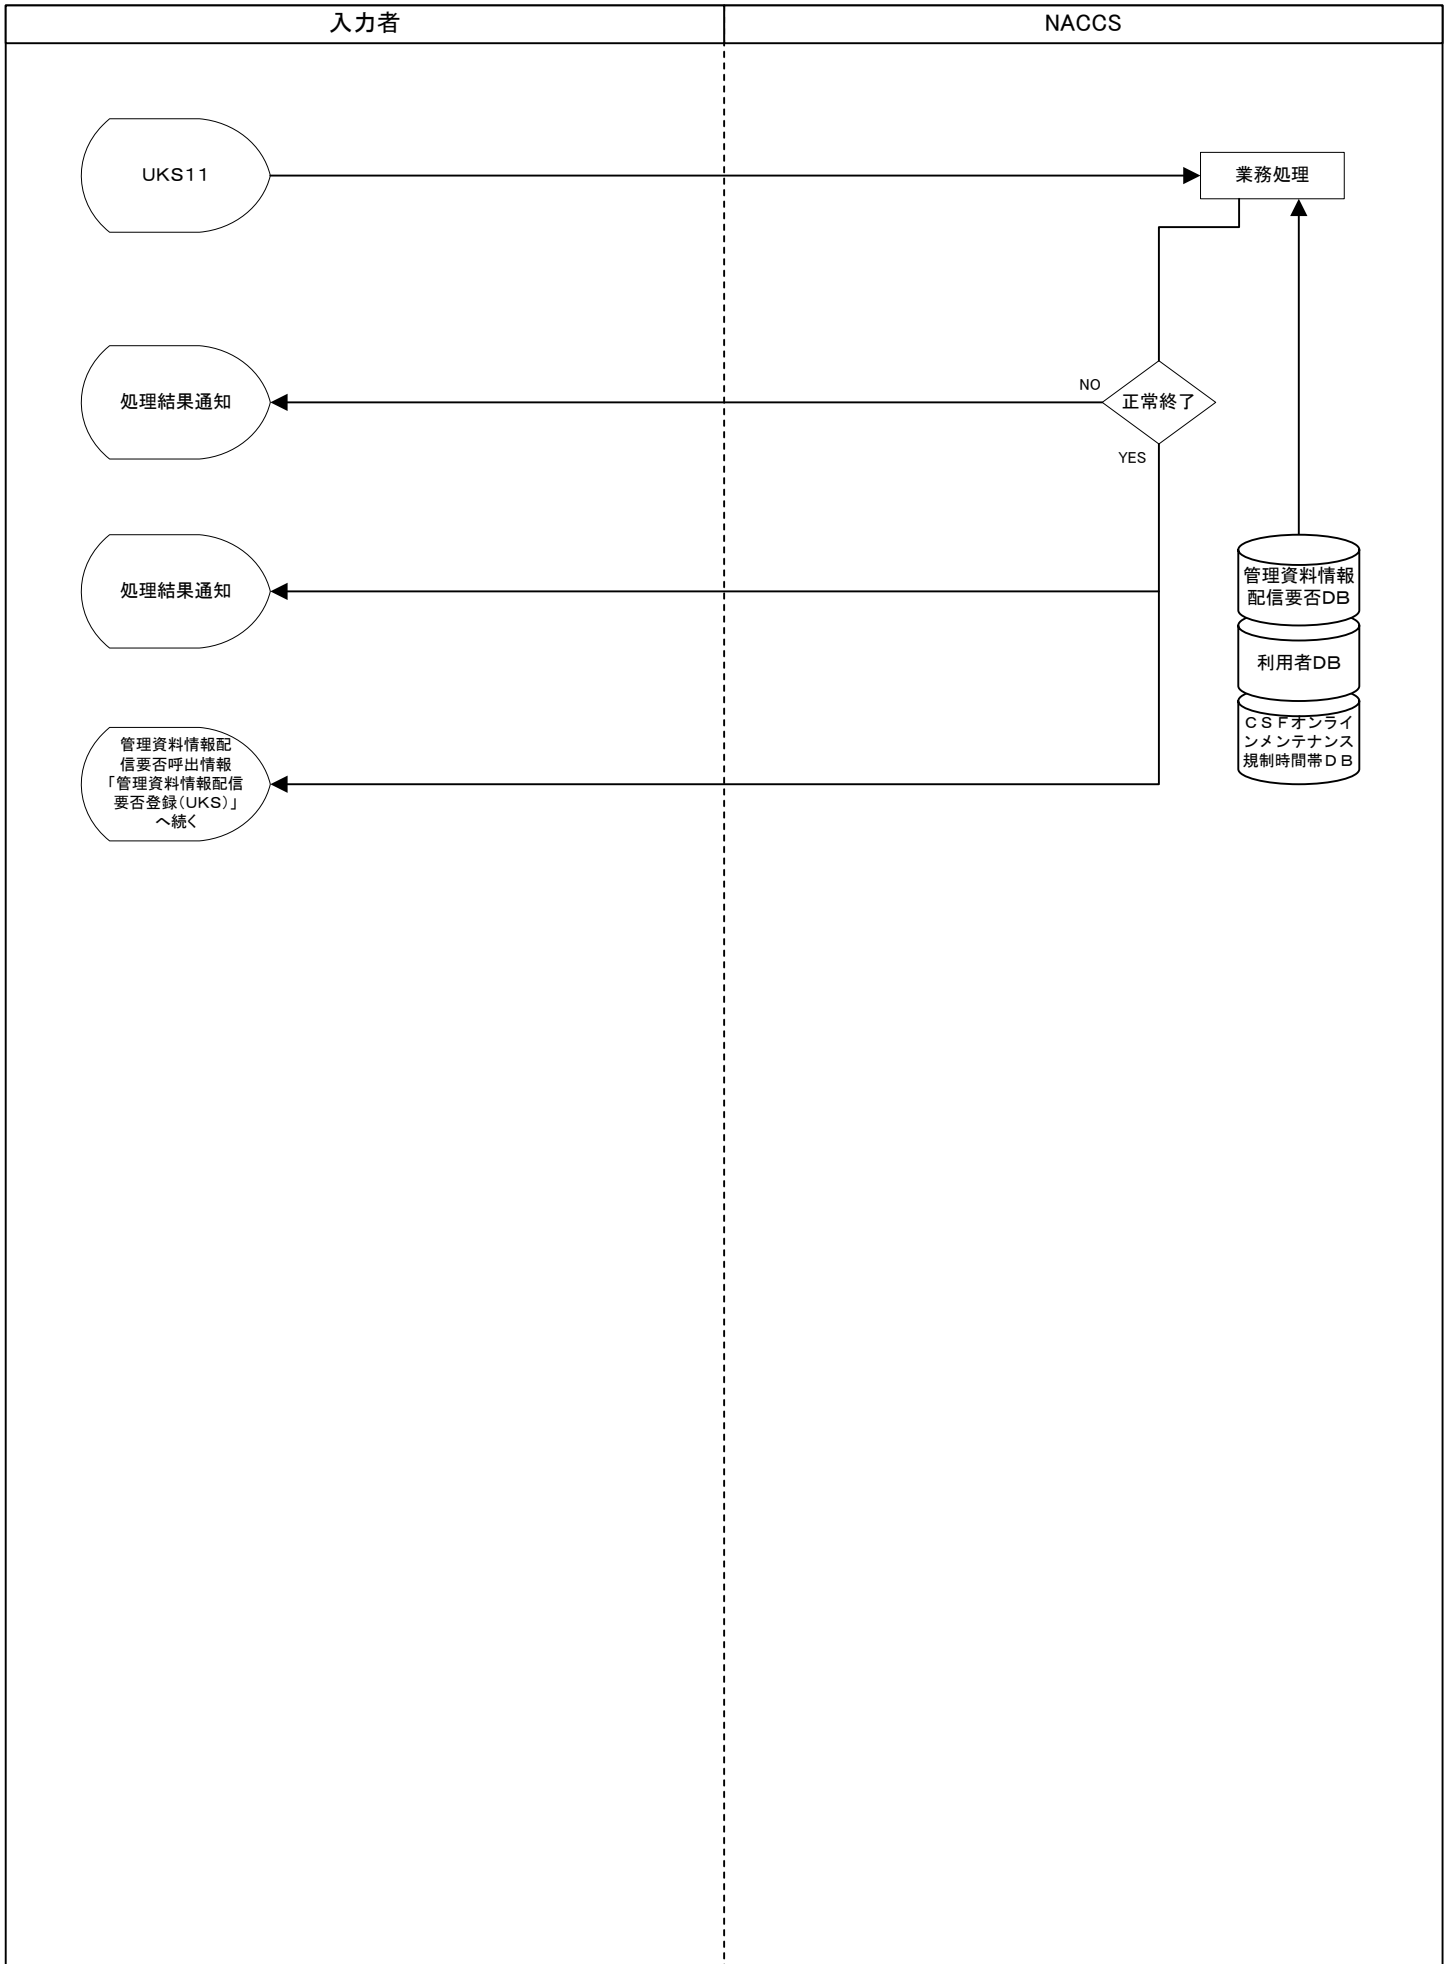 入力者
NACCS
UKS11
業務処理
処理結果通知
NO
正常終了
YES
処理結果通知
管理資料情報
配信要否DB
利用者DB
CSFオンライ
ンメンテナンス
規制時間帯DB
管理資料情報配
信要否呼出情報
「管理資料情報配信
要否登録(UKS)」
へ続く